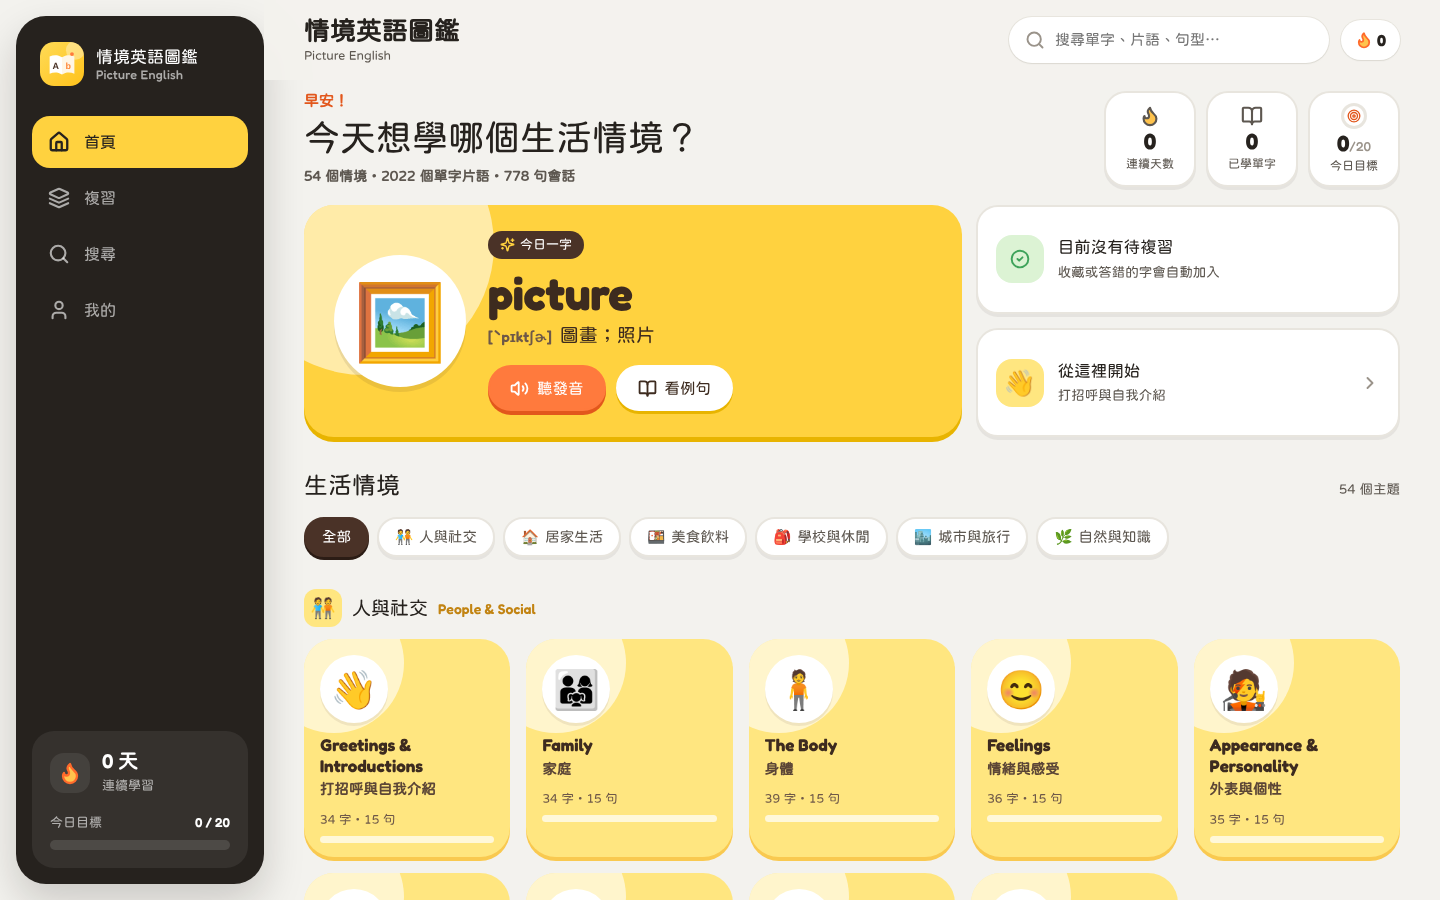 情境英語圖鑑
Picture English
首頁
複習
搜尋
我的
0 天
連續學習
今日目標
0 / 20
情境英語圖鑑
Picture English
搜尋單字、片語、句型…
0
早安！
今天想學哪個生活情境？
54 個情境・2022 個單字片語・778 句會話
0
連續天數
0
已學單字
0/20
今日目標
今日一字
picture
[ˋpɪktʃɚ] 圖畫；照片
聽發音
看例句
目前沒有待複習
收藏或答錯的字會自動加入
從這裡開始
打招呼與自我介紹
生活情境
54 個主題
全部
人與社交
居家生活
美食飲料
學校與休閒
城市與旅行
自然與知識
人與社交 People & Social
Greetings &
Introductions
打招呼與自我介紹
34 字・15 句
Family
家庭
34 字・15 句
The Body
身體
39 字・15 句
Feelings
情緒與感受
36 字・15 句
Appearance &
Personality
外表與個性
35 字・15 句